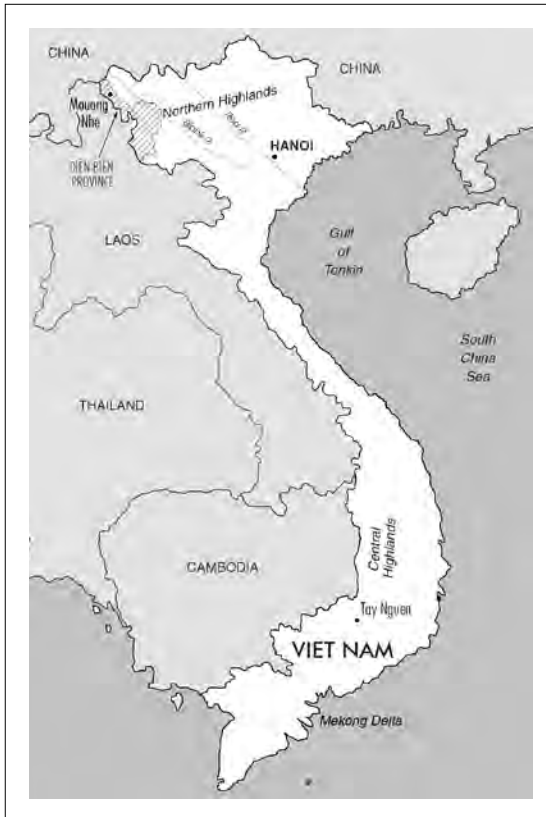 CHINA
CHINA
Mouong
Nhe
Northern Highlands
HANOI
DIEN BIEN
PROVINCE
LAOS
Gulf
of
Tonkin
South
China
Sea
THAILAND
CAMBODIA
Central
Highlands
Tay Nguen
VIET NAM
Mekong Delta